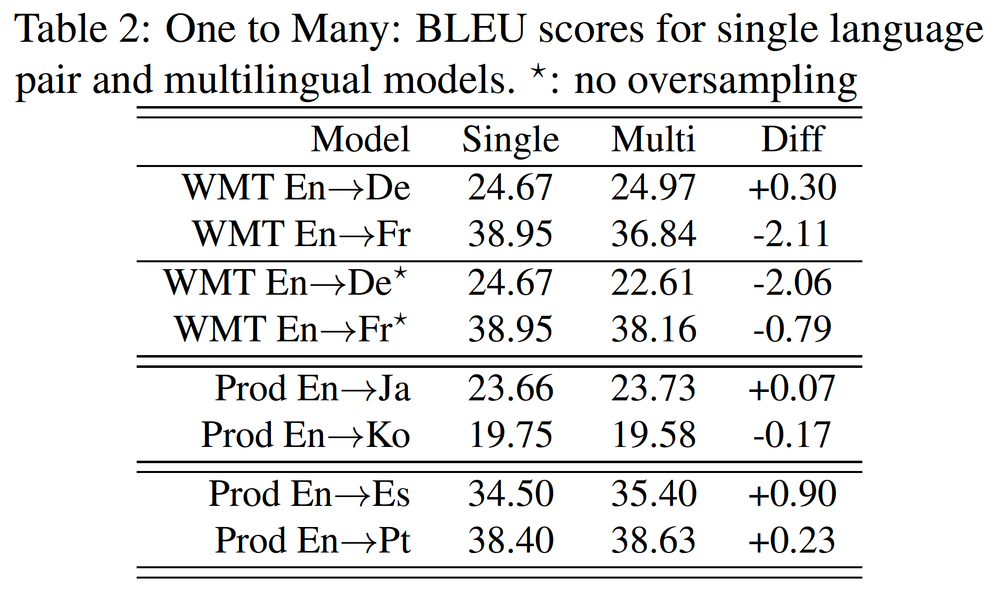 Table 2: One to Many: BLEU scores for single language
pair and multilingual models. ⋆: no oversampling
Model Single Multi Diff
WMT En→De 24.67 24.97 +0.30
WMT En→Fr 38.95 36.84 -2.11
WMT En→De⋆ 24.67 22.61 -2.06
WMT En→Fr⋆ 38.95 38.16 -0.79
Prod En→Ja 23.66 23.73 +0.07
Prod En→Ko 19.75 19.58 -0.17
Prod En→Es 34.50 35.40 +0.90
Prod En→Pt 38.40 38.63 +0.23